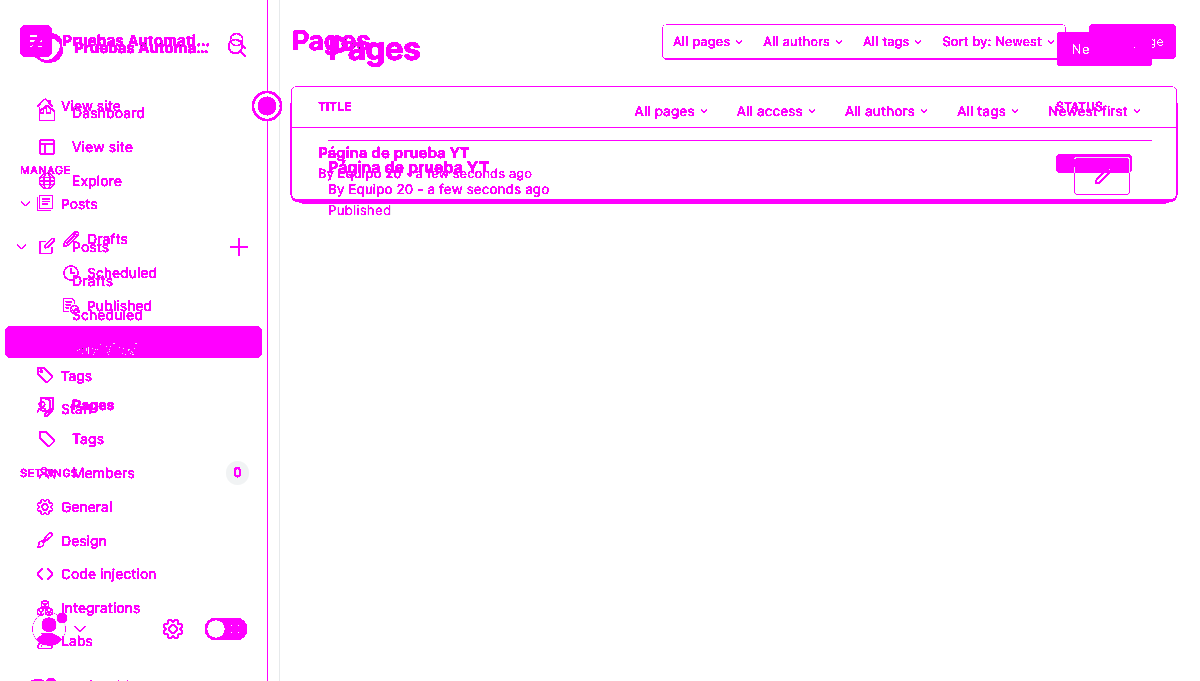 Pruebas Automati...
Pruebas Automa...
View site
Dashboard
View site
MANAGE
Explore
Posts
Drafts
Posts
Scheduled
Drafts
Published
Scheduled
Tags
Pages
Staff
Tags
SETTINGS
Members
0
General
Design
Code injection
Integrations
Labs
Pages
Pages
All pages
All authors
All tags
Sort by: Newest
TITLE
STATUS
All pages
All access
All authors
All tags
Newest first
Página de prueba YT
By Equipo 20 - a few seconds ago
Página de prueba YT
By Equipo 20 - a few seconds ago
Published